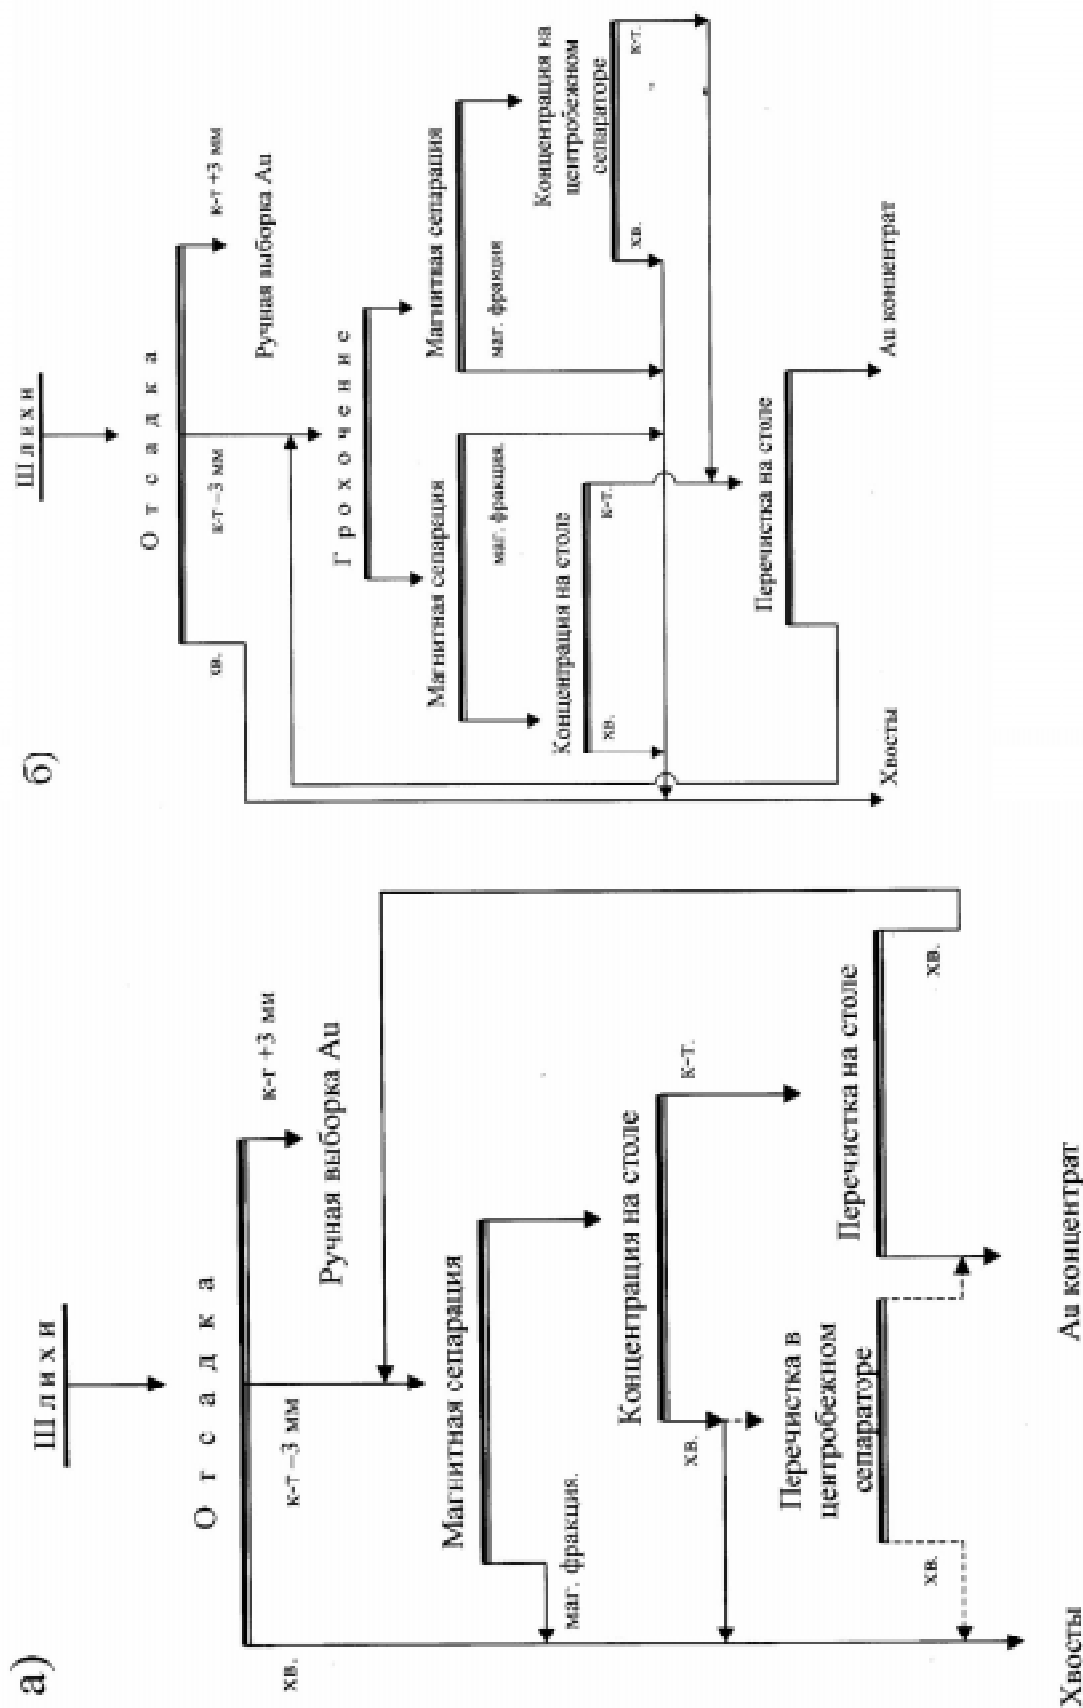 а)
Шлихи
Отсадка
хв.
к-т –3 мм
к-т +3 мм
Ручная выборка Au
Магнитная сепарация
маг. фракция.
Концентрация на столе
хв.
к-т.
Перечистка в
центробежном
сепараторе
Перечистка на столе
хв.
хв.
Хвосты
Au концентрат
б)
Шлихи
Отсадка
хв.
к-т –3 мм
к-т +3 мм
Ручная выборка Au
Грохочение
Магнитная сепарация
Магнитвая сепарация
маг. фракция.
маг. фракция
Концентрация на столе
Концентрация на
центробежном
сепараторе
хв.
к-т.
хв.
к-т.
Перечистка на столе
Хвосты
Au концентрат